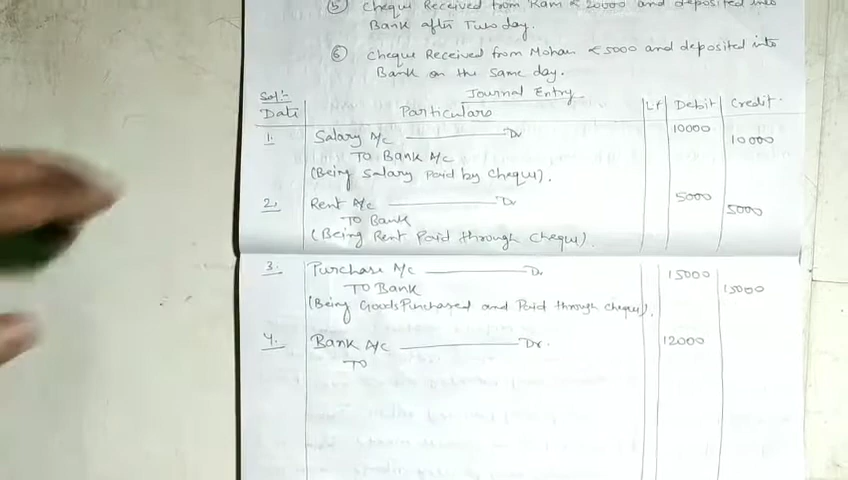 ⑤ Cheque Received from Ram ₹ 20000 and deposited into
Bank after Two day.
⑥ Cheque Received from Mohan ₹5000 and deposited into
Bank on the same day.
Sol:-
Journal Entry
Date Particulars Lf Debit Credit
1. Salary A/c Dr 10000
To Bank A/c 10000
(Being Salary Paid by Cheque).
2. Rent A/c Dr 5000
To Bank 5000
(Being Rent Paid through Cheque).
3. Purchase A/c Dr 15000
To Bank 15000
(Being Goods Purchased and Paid through cheque).
4. Bank A/c Dr. 12000
To